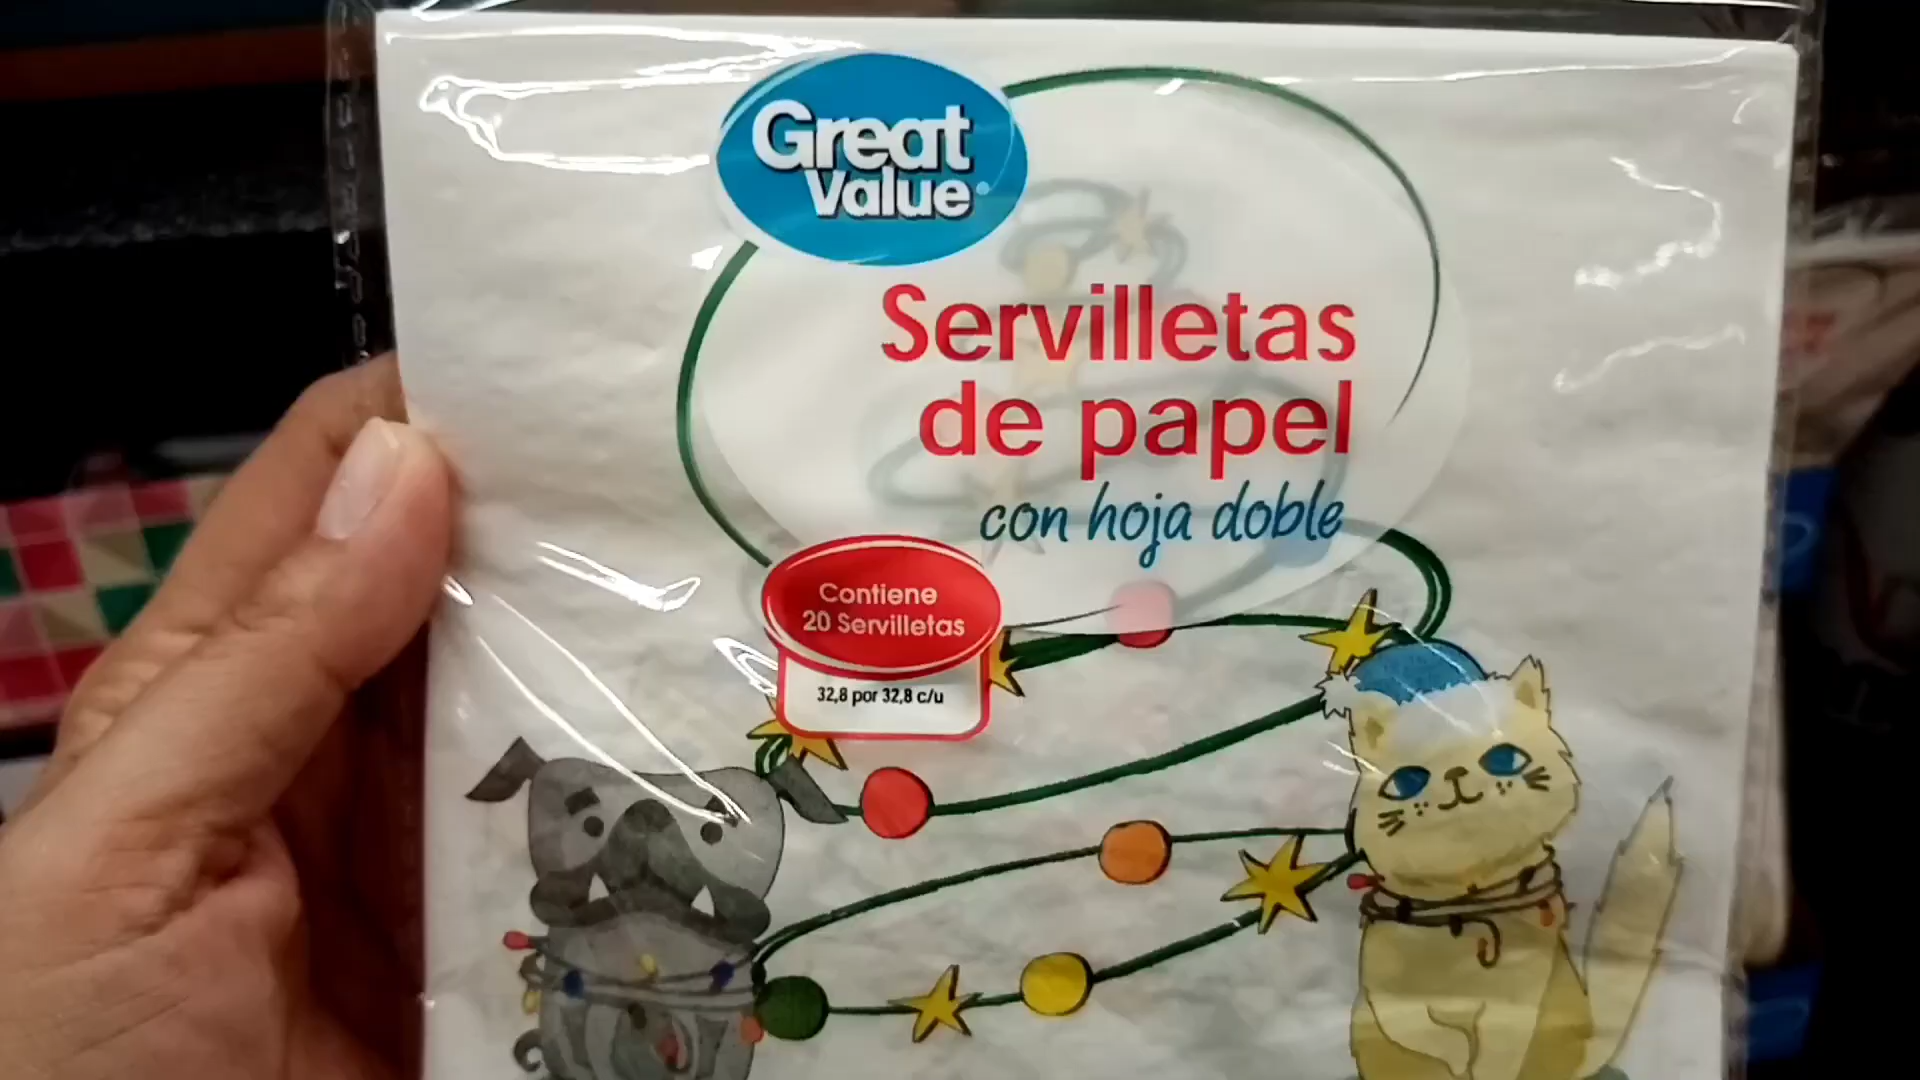 Great
Value®
Servilletas
de papel
con hoja doble
Contiene
20 Servilletas
32,8 por 32,8 c/u